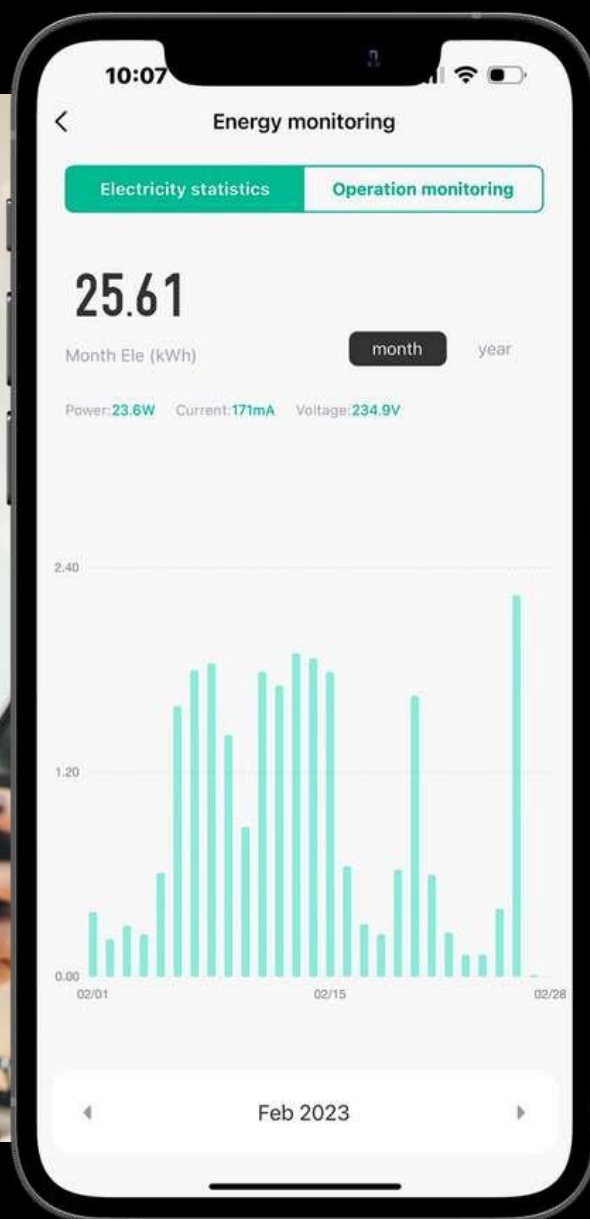 10:07
Energy monitoring
Electricity statistics
Operation monitoring
25.61
Month Ele (kWh)
month
year
Power:23.6W Current:171mA Voltage:234.9V
2.40
1.20
0.00
02/01 02/15 02/28
Feb 2023